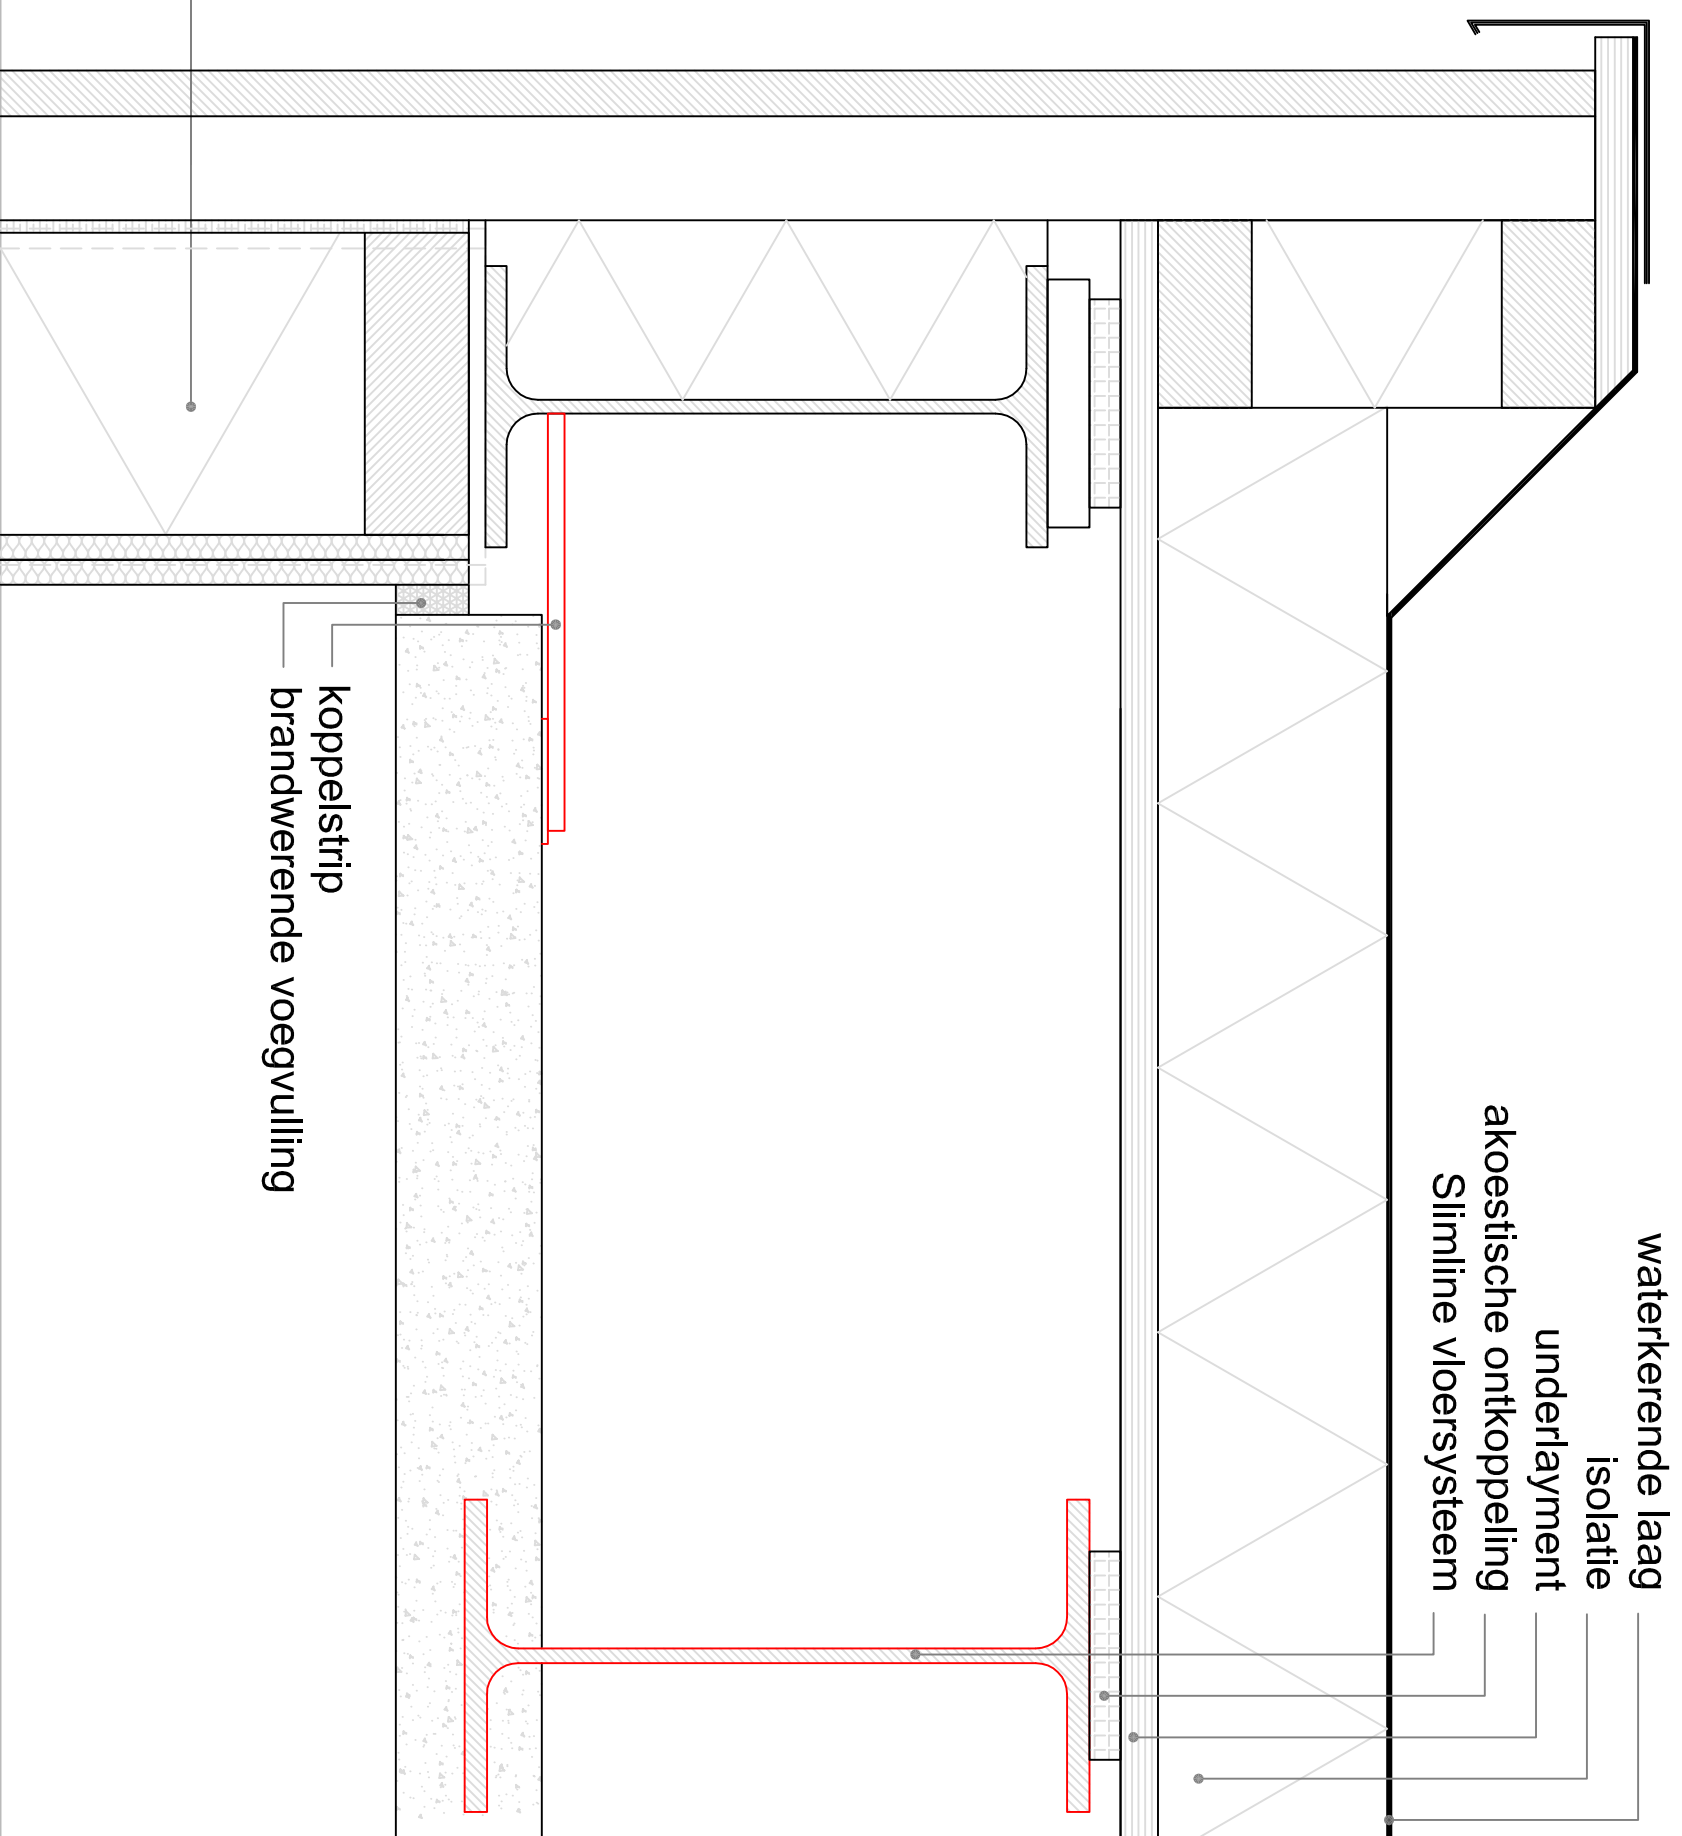 waterkerende laag
isolatie
underlayment
akoestische ontkoppeling
Slimline vloersysteem
koppelstrip
brandwerende voegvulling